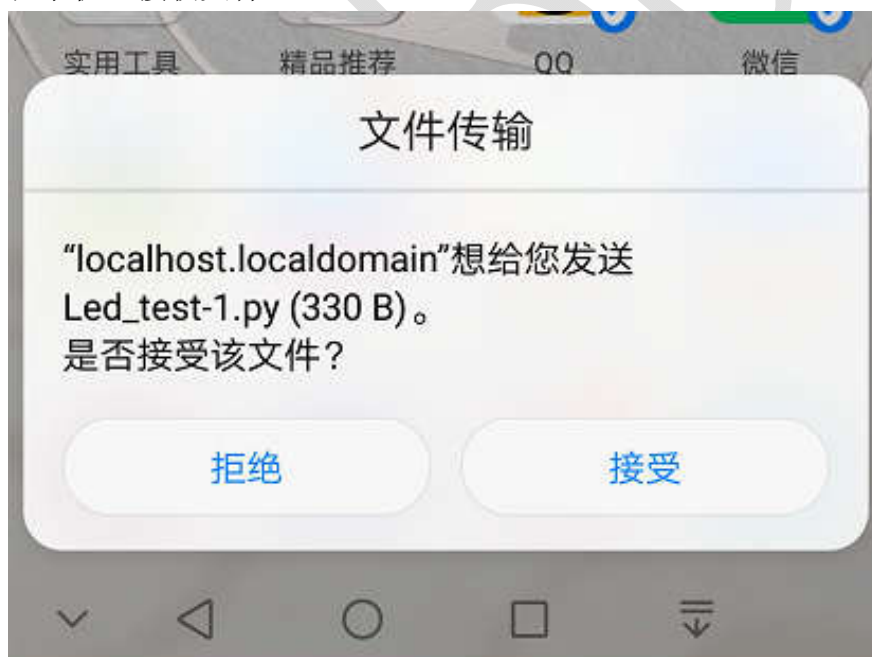 实用工具 精品推荐 QQ 微信
文件传输
“localhost.localdomain”想给您发送
Led_test-1.py (330 B)。
是否接受该文件？
拒绝 接受